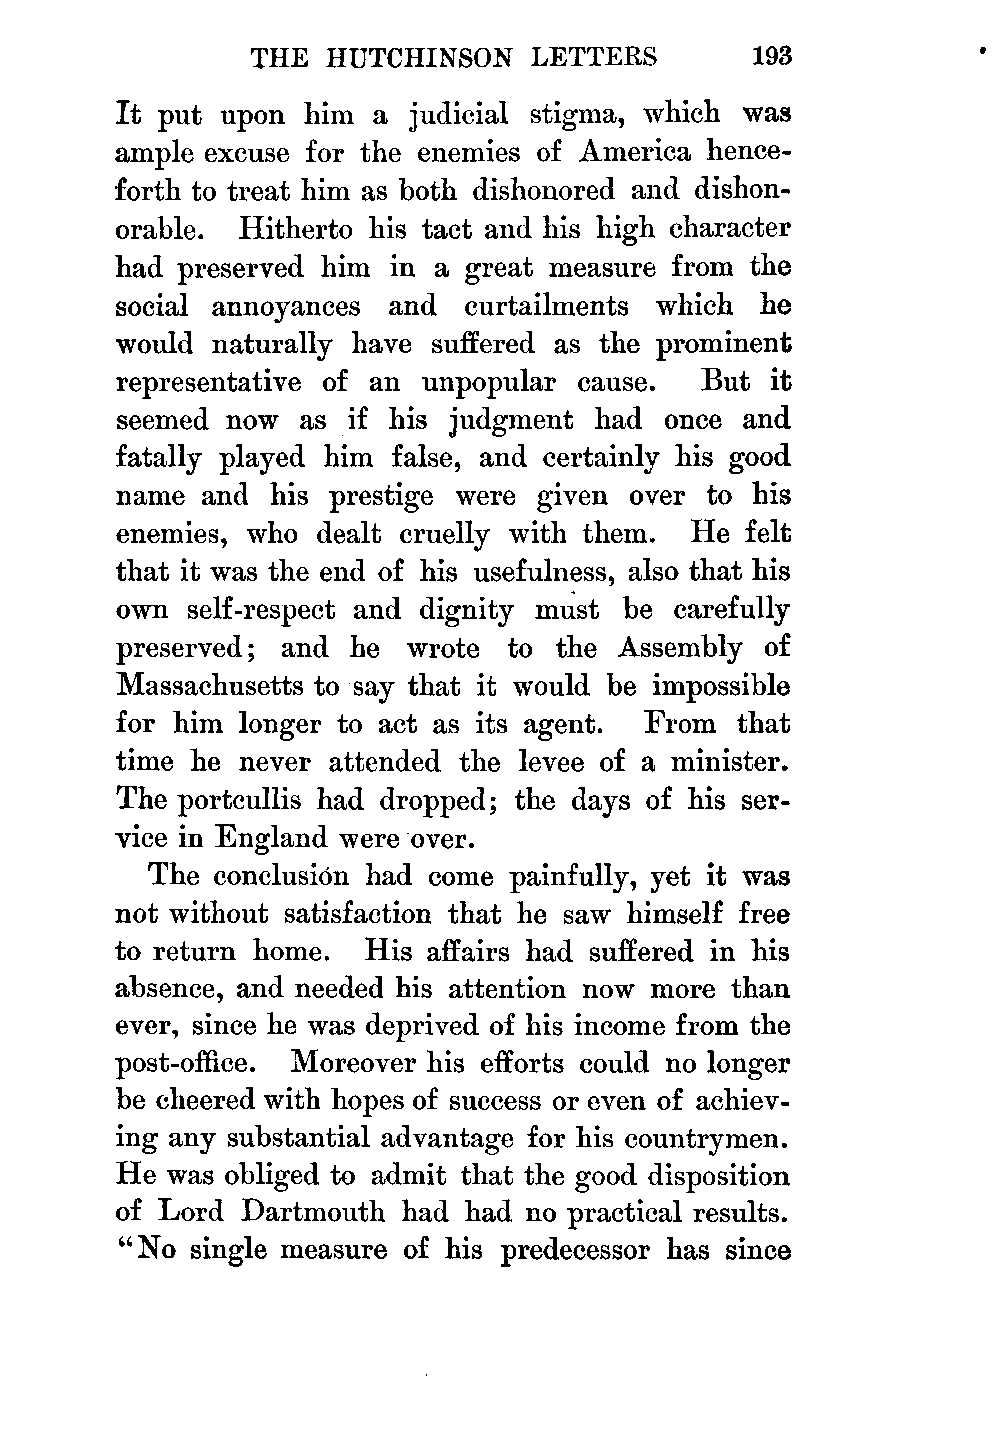 THE HUTCHINSON LETTERS 193
It put upon him a judicial stigma, which was
ample excuse for the enemies of America hence-
forth to treat him as both dishonored and dishon-
orable. Hitherto his tact and his high character
had preserved him in a great measure from the
social annoyances and curtailments which he
would naturally have suffered as the prominent
representative of an unpopular cause. But it
seemed now as if his judgment had once and
fatally played him false, and certainly his good
name and his prestige were given over to his
enemies, who dealt cruelly with them. He felt
that it was the end of his usefulness, also that his
own self-respect and dignity must be carefully
preserved; and he wrote to the Assembly of
Massachusetts to say that it would be impossible
for him longer to act as its agent. From that
time he never attended the levee of a minister.
The portcullis had dropped; the days of his ser-
vice in England were over.
The conclusion had come painfully, yet it was
not without satisfaction that he saw himself free
to return home. His affairs had suffered in his
absence, and needed his attention now more than
ever, since he was deprived of his income from the
post-office. Moreover his efforts could no longer
be cheered with hopes of success or even of achiev-
ing any substantial advantage for his countrymen.
He was obliged to admit that the good disposition
of Lord Dartmouth had had no practical results.
"No single measure of his predecessor has since